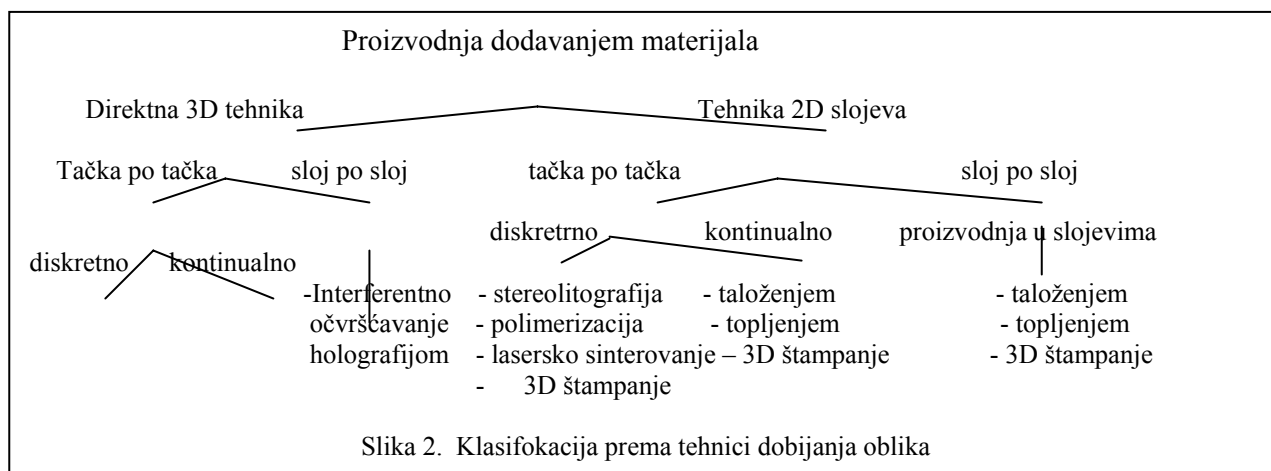 Proizvodnja dodavanjem materijala
Direktna 3D tehnika Tehnika 2D slojeva
Tačka po tačka sloj po sloj tačka po tačka sloj po sloj
diskretrno kontinualno proizvodnja u slojevima
diskretno kontinualno
-Interferentno - stereolitografija - taloženjem - taloženjem
očvršćavanje - polimerizacija - topljenjem - topljenjem
holografijom - lasersko sinterovanje – 3D štampanje - 3D štampanje
- 3D štampanje
Slika 2. Klasifokacija prema tehnici dobijanja oblika